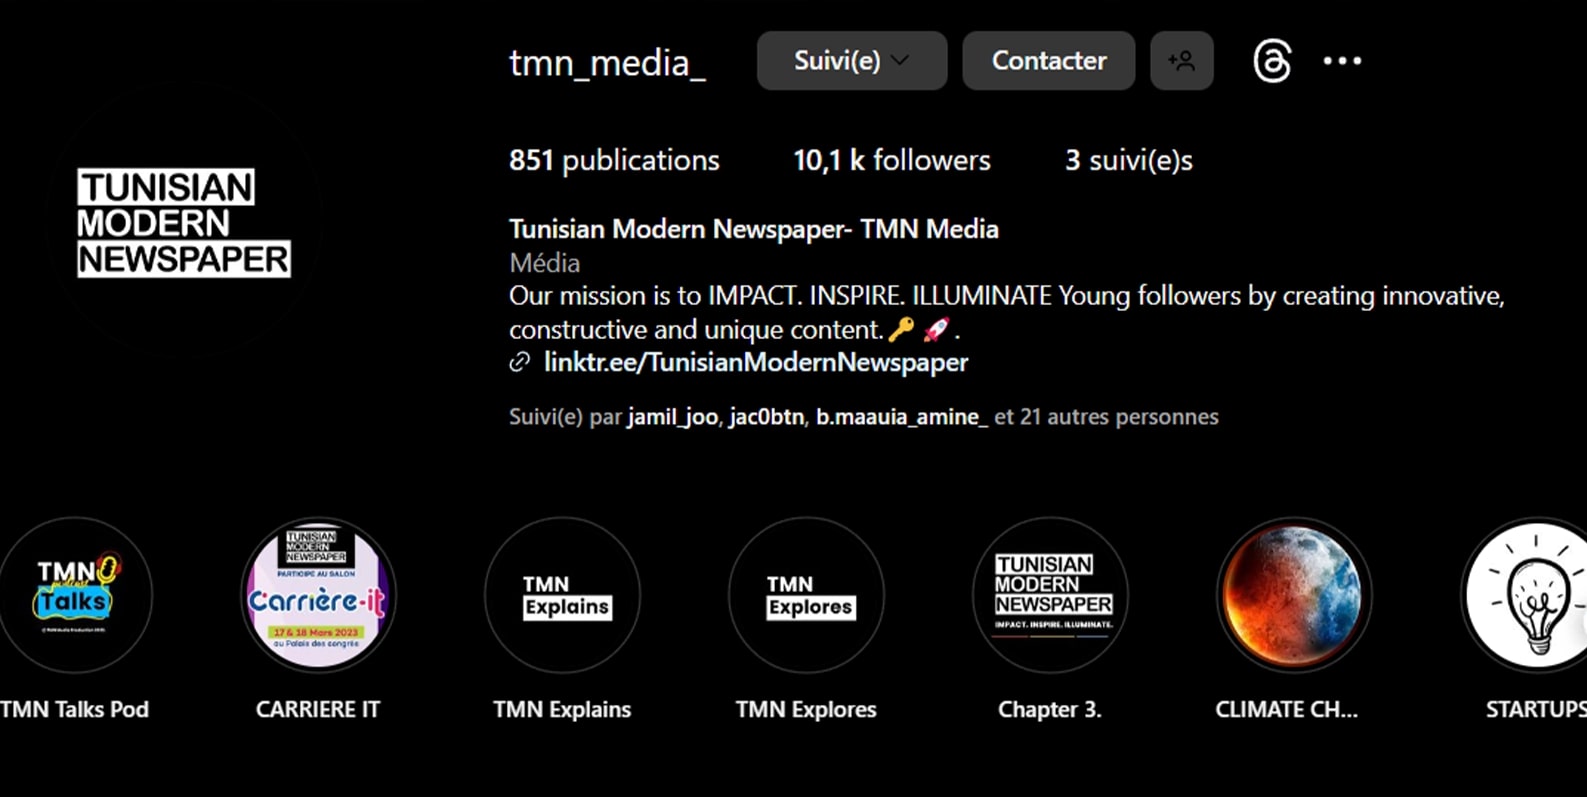 tmn_media_
Suivi(e)
Contacter
851 publications
10,1 k followers
3 suivi(e)s
TUNISIAN
MODERN
NEWSPAPER
Tunisian Modern Newspaper- TMN Media
Média
Our mission is to IMPACT. INSPIRE. ILLUMINATE Young followers by creating innovative,
constructive and unique content.🔑 🚀 .
linktr.ee/TunisianModernNewspaper
Suivi(e) par jamil_joo, jac0btn, b.maauia_amine_ et 21 autres personnes
TMN
podcast
Talks
TMN Talks Pod
TUNISIAN
MODERN
NEWSPAPER
PARTICIPE AU SALON
Carrière-it
17 & 18 Mars 2023
au Palais des congrès
CARRIERE IT
TMN
Explains
TMN Explains
TMN
Explores
TMN Explores
TUNISIAN
MODERN
NEWSPAPER
IMPACT. INSPIRE. ILLUMINATE.
Chapter 3.
CLIMATE CH...
STARTUPS